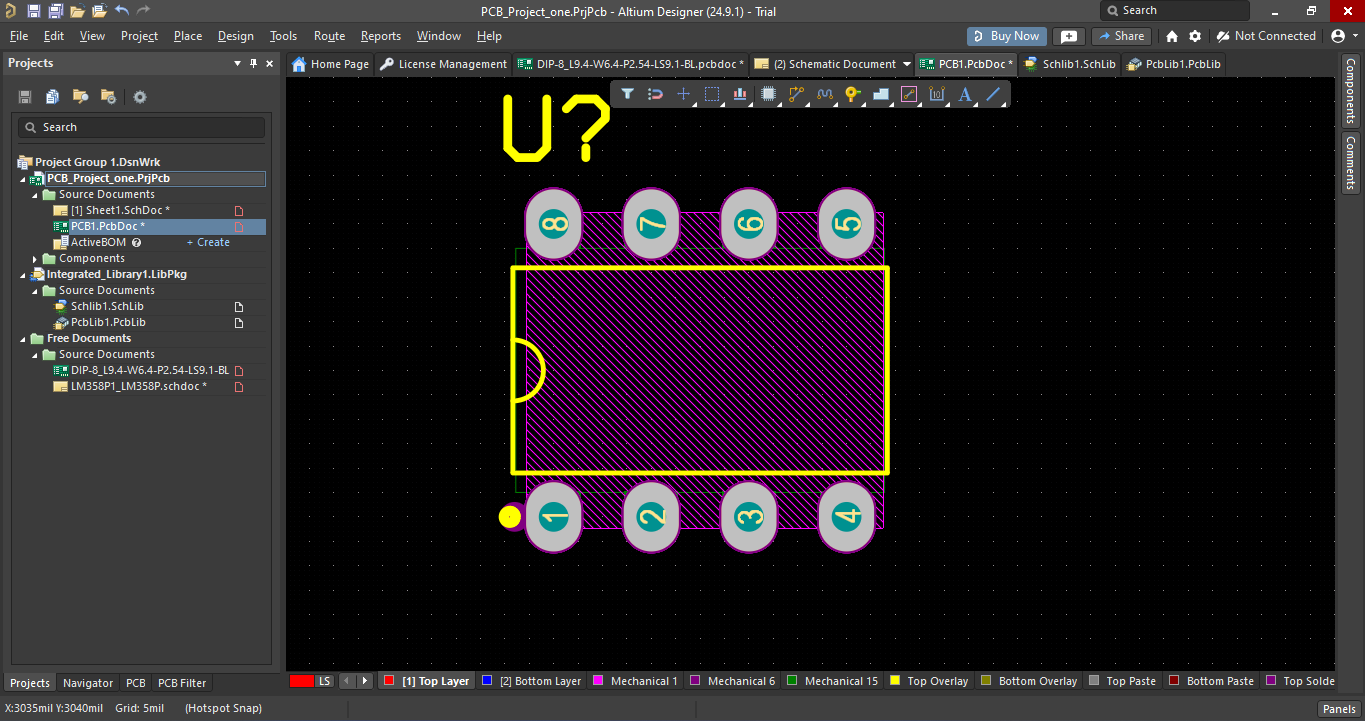 PCB_Project_one.PrjPcb - Altium Designer (24.9.1) - Trial
Search
File Edit View Project Place Design Tools Route Reports Window Help
Buy Now
Share
Not Connected
Projects
Home Page
License Management
DIP-8_L9.4-W6.4-P2.54-LS9.1-BL.pcbdoc *
(2) Schematic Document
PCB1.PcbDoc *
Schlib1.SchLib
PcbLib1.PcbLib
Search
Project Group 1.DsnWrk
PCB_Project_one.PrjPcb
Source Documents
[1] Sheet1.SchDoc *
PCB1.PcbDoc *
ActiveBOM ? + Create
Components
Integrated_Library1.LibPkg
Source Documents
Schlib1.SchLib
PcbLib1.PcbLib
Free Documents
Source Documents
DIP-8_L9.4-W6.4-P2.54-LS9.1-BL
LM358P1_LM358P.schdoc *
U?
8 7 6 5
1 2 3 4
Components
Comments
Projects Navigator PCB PCB Filter
LS
[1] Top Layer
[2] Bottom Layer
Mechanical 1
Mechanical 6
Mechanical 15
Top Overlay
Bottom Overlay
Top Paste
Bottom Paste
Top Solde
X:3035mil Y:3040mil Grid: 5mil (Hotspot Snap)
Panels